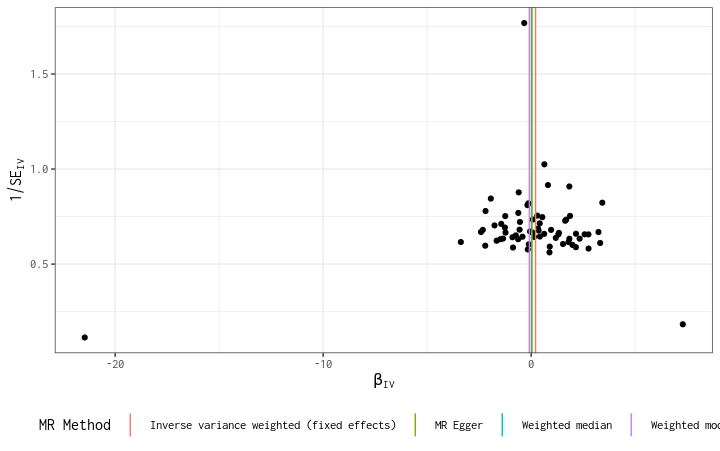 1.5
1.0
0.5
1/SE_IV
-20
-10
0
β_IV
MR Method
Inverse variance weighted (fixed effects)
MR Egger
Weighted median
Weighted